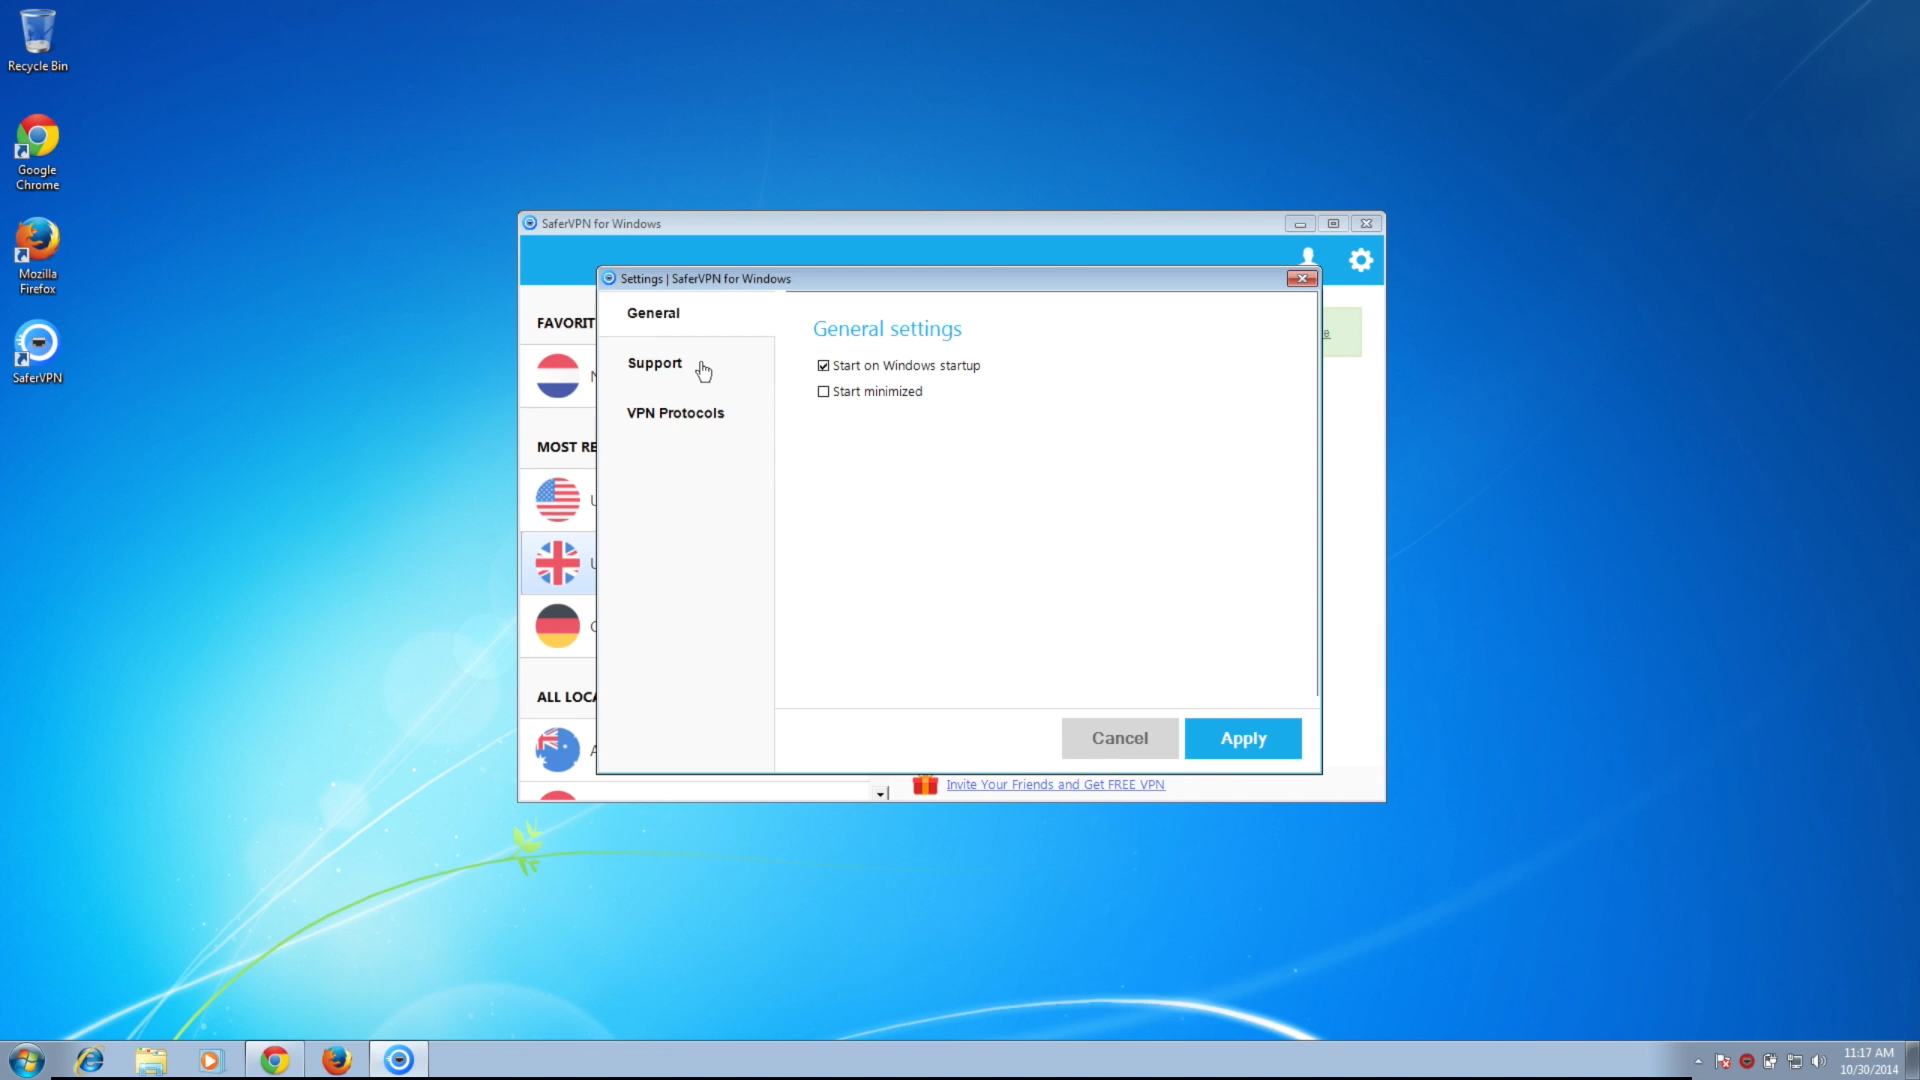 Recycle Bin
Google
Chrome
Mozilla
Firefox
SaferVPN
SaferVPN for Windows
Settings | SaferVPN for Windows
General
Support
VPN Protocols
General settings
Start on Windows startup
Start minimized
FAVORIT
N
MOST RE
U
U
G
ALL LOCA
A
e
Cancel
Apply
Invite Your Friends and Get FREE VPN
11:17 AM
10/30/2014